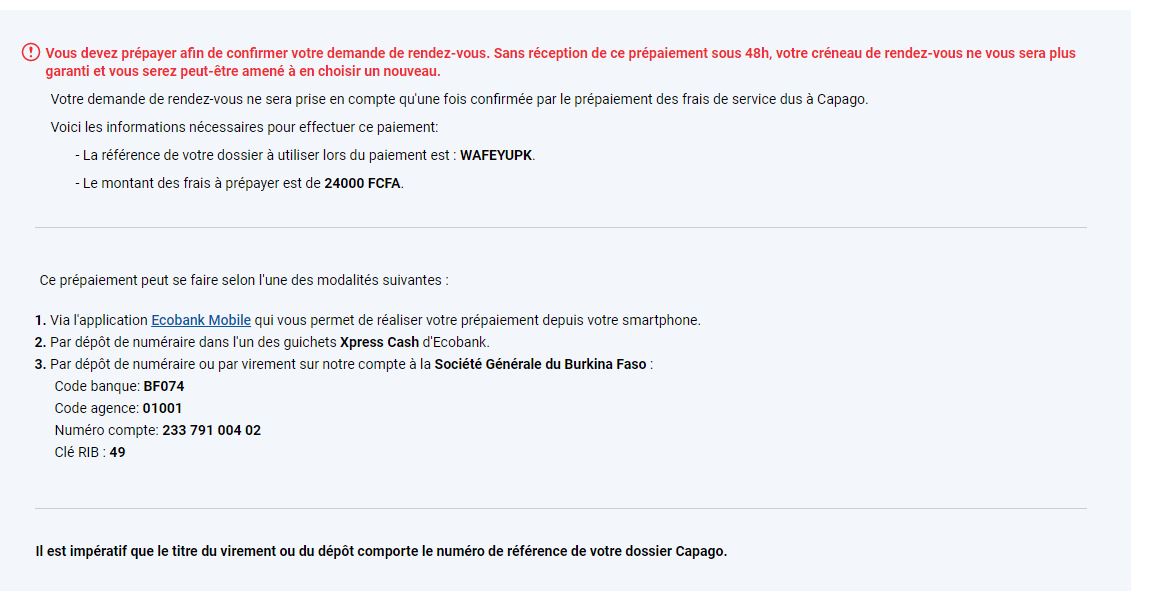 Vous devez prépayer afin de confirmer votre demande de rendez-vous. Sans réception de ce prépaiement sous 48h, votre créneau de rendez-vous ne vous sera plus
garanti et vous serez peut-être amené à en choisir un nouveau.
Votre demande de rendez-vous ne sera prise en compte qu'une fois confirmée par le prépaiement des frais de service dus à Capago.
Voici les informations nécessaires pour effectuer ce paiement:
- La référence de votre dossier à utiliser lors du paiement est : WAFEYUPK.
- Le montant des frais à prépayer est de 24000 FCFA.
Ce prépaiement peut se faire selon l'une des modalités suivantes :
1. Via l'application Ecobank Mobile qui vous permet de réaliser votre prépaiement depuis votre smartphone.
2. Par dépôt de numéraire dans l'un des guichets Xpress Cash d'Ecobank.
3. Par dépôt de numéraire ou par virement sur notre compte à la Société Générale du Burkina Faso :
Code banque: BF074
Code agence: 01001
Numéro compte: 233 791 004 02
Clé RIB : 49
Il est impératif que le titre du virement ou du dépôt comporte le numéro de référence de votre dossier Capago.